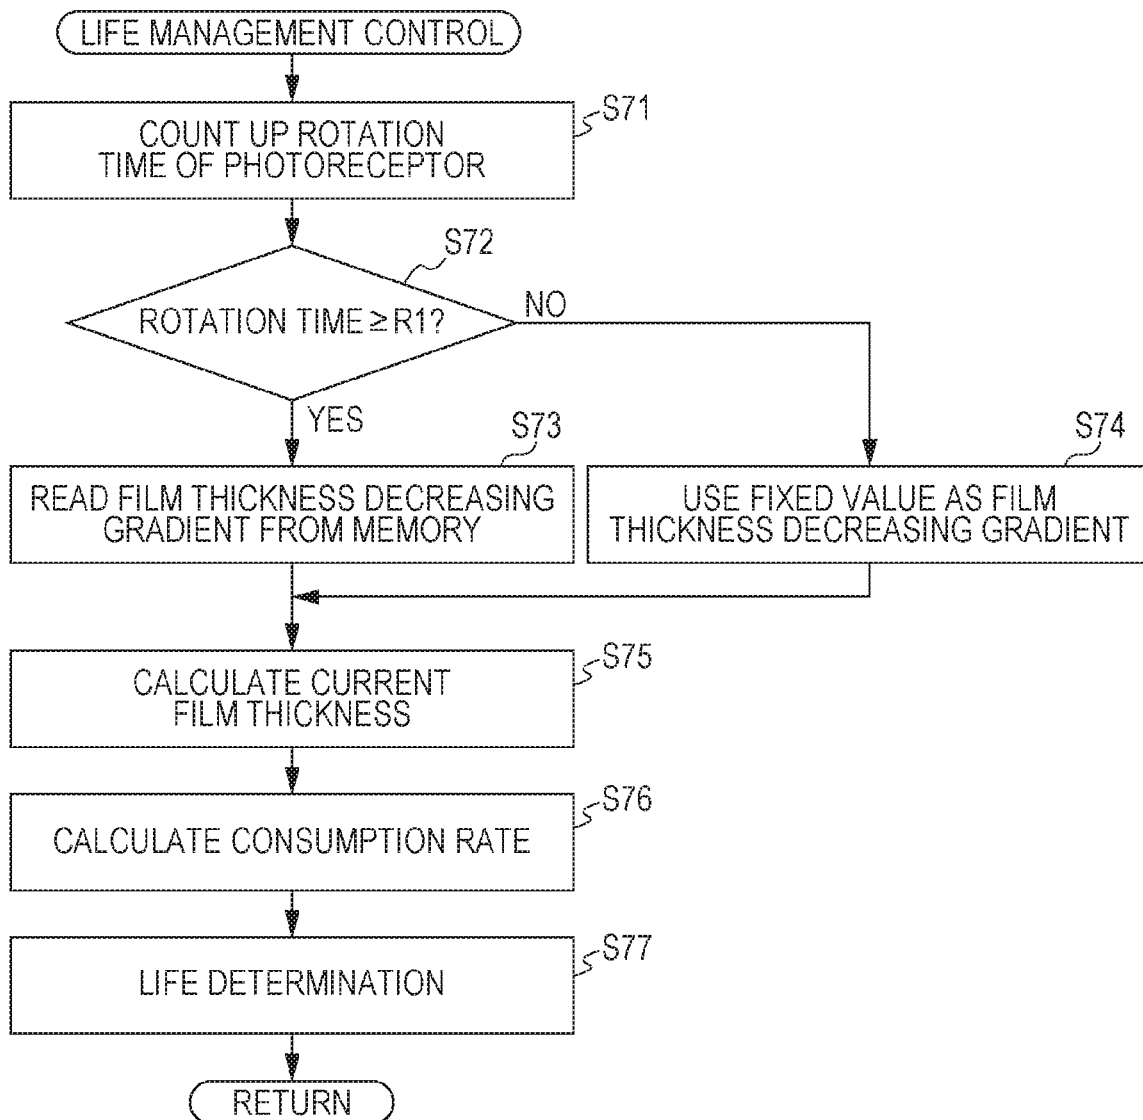 LIFE MANAGEMENT CONTROL
S71
COUNT UP ROTATION
TIME OF PHOTORECEPTOR
S72
ROTATION TIME ≧ R1?
NO
YES
S73
S74
READ FILM THICKNESS DECREASING
GRADIENT FROM MEMORY
USE FIXED VALUE AS FILM
THICKNESS DECREASING GRADIENT
S75
CALCULATE CURRENT
FILM THICKNESS
S76
CALCULATE CONSUMPTION RATE
S77
LIFE DETERMINATION
RETURN